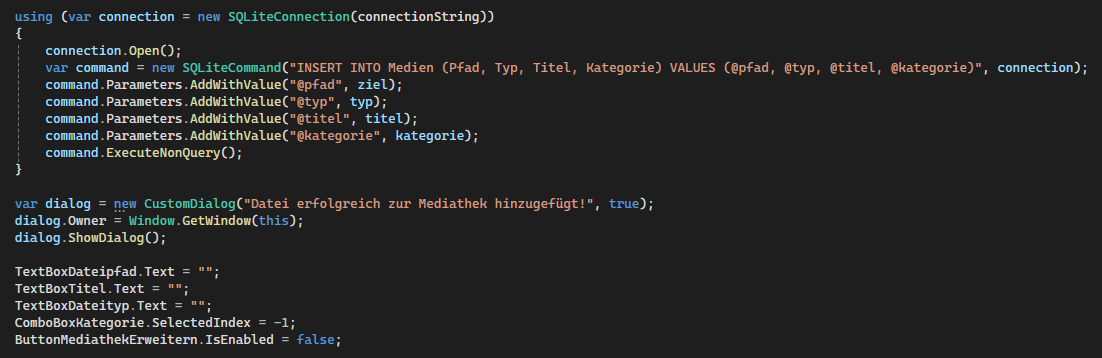 using (var connection = new SQLiteConnection(connectionString))
{
    connection.Open();
    var command = new SQLiteCommand("INSERT INTO Medien (Pfad, Typ, Titel, Kategorie) VALUES (@pfad, @typ, @titel, @kategorie)", connection);
    command.Parameters.AddWithValue("@pfad", ziel);
    command.Parameters.AddWithValue("@typ", typ);
    command.Parameters.AddWithValue("@titel", titel);
    command.Parameters.AddWithValue("@kategorie", kategorie);
    command.ExecuteNonQuery();
}

var dialog = new CustomDialog("Datei erfolgreich zur Mediathek hinzugefügt!", true);
dialog.Owner = Window.GetWindow(this);
dialog.ShowDialog();

TextBoxDateipfad.Text = "";
TextBoxTitel.Text = "";
TextBoxDateityp.Text = "";
ComboBoxKategorie.SelectedIndex = -1;
ButtonMediathekErweitern.IsEnabled = false;